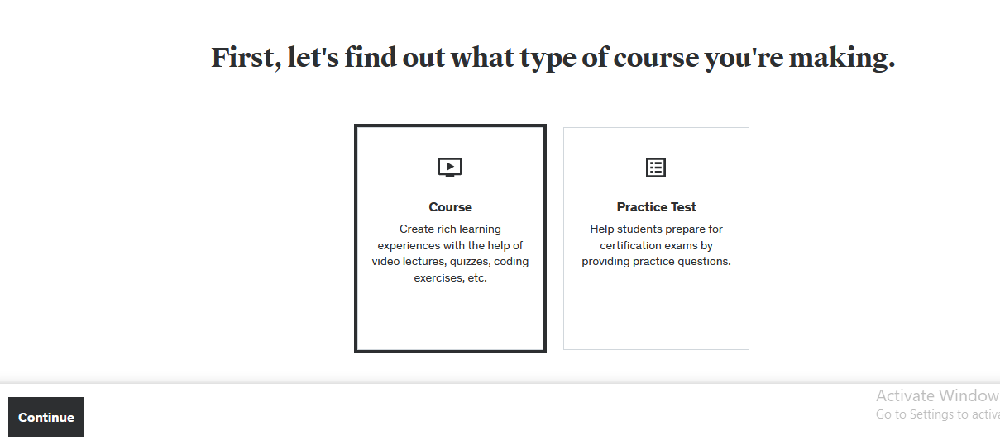 First, let's find out what type of course you're making.
Course
Create rich learning
experiences with the help of
video lectures, quizzes, coding
exercises, etc.
Practice Test
Help students prepare for
certification exams by
providing practice questions.
Continue
Activate Window
Go to Settings to activa